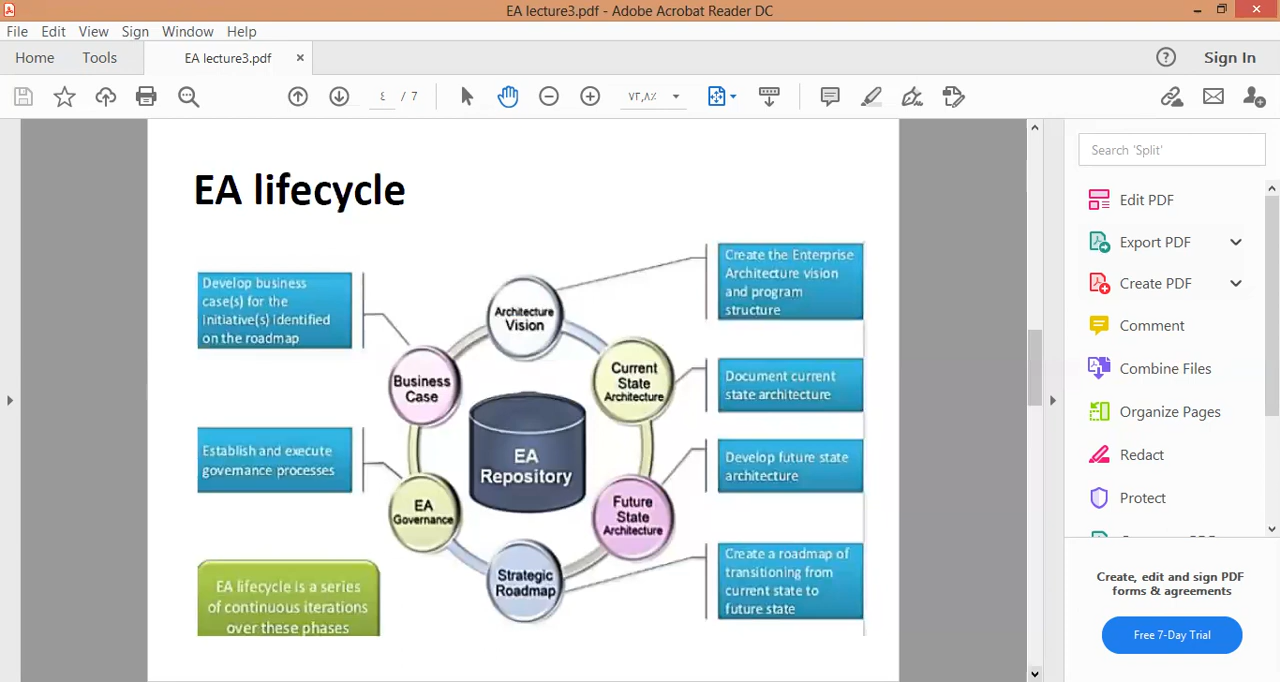 EA lecture3.pdf - Adobe Acrobat Reader DC
File Edit View Sign Window Help
Home Tools EA lecture3.pdf × ? Sign In
٤ / 7 ٧٣,٨٪
Search 'Split'
Edit PDF
Export PDF
Create PDF
Comment
Combine Files
Organize Pages
Redact
Protect
Create, edit and sign PDF
forms & agreements
Free 7-Day Trial
EA lifecycle
Architecture
Vision
Create the Enterprise
Architecture vision
and program
structure
Current
State
Architecture
Document current
state architecture
Future
State
Architecture
Develop future state
architecture
Strategic
Roadmap
Create a roadmap of
transitioning from
current state to
future state
EA
Governance
Establish and execute
governance processes
Business
Case
Develop business
case(s) for the
initiative(s) identified
on the roadmap
EA
Repository
EA lifecycle is a series
of continuous iterations
over these phases